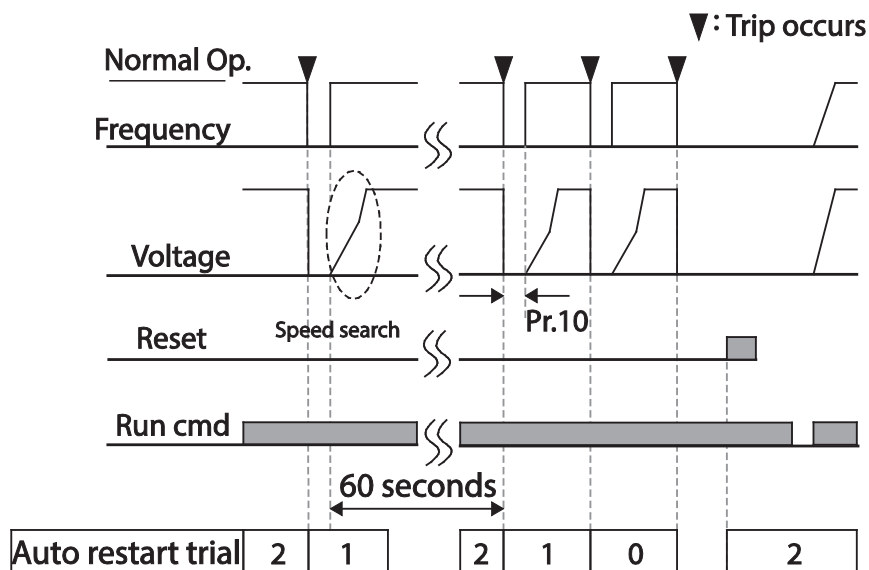 ▼: Trip occurs
Normal Op.
Frequency
Voltage
Pr.10
Speed search
Reset
Run cmd
60 seconds
Auto restart trial 2 1 2 1 0 2